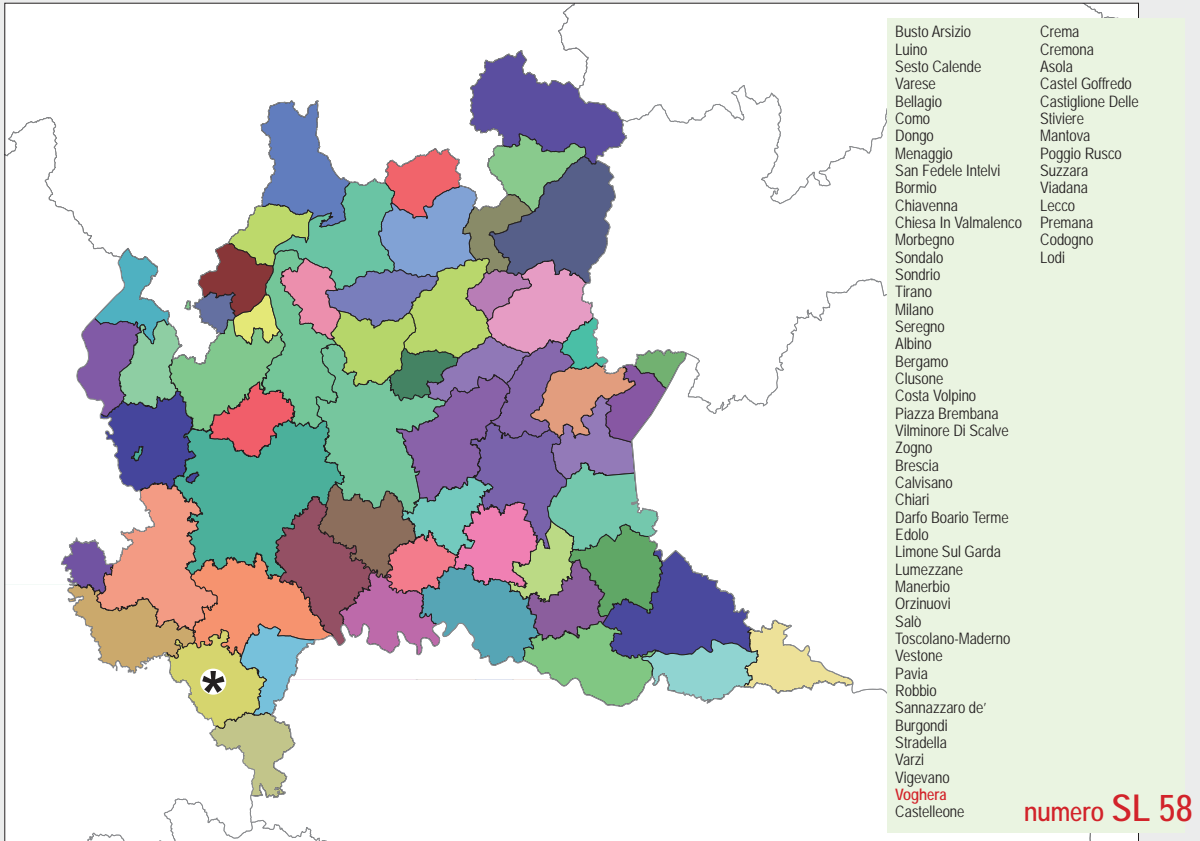 Busto Arsizio
Luino
Sesto Calende
Varese
Bellagio
Como
Dongo
Menaggio
San Fedele Intelvi
Bormio
Chiavenna
Chiesa In Valmalenco
Morbegno
Sondalo
Sondrio
Tirano
Milano
Seregno
Albino
Bergamo
Clusone
Costa Volpino
Piazza Brembana
Vilminore Di Scalve
Zogno
Brescia
Calvisano
Chiari
Darfo Boario Terme
Edolo
Limone Sul Garda
Lumezzane
Manerbio
Orzinuovi
Salò
Toscolano-Maderno
Vestone
Pavia
Robbio
Sannazzaro de'
Burgondi
Stradella
Varzi
Vigevano
Voghera
Castelleone
Crema
Cremona
Asola
Castel Goffredo
Castiglione Delle
Stiviere
Mantova
Poggio Rusco
Suzzara
Viadana
Lecco
Premana
Codogno
Lodi
numero SL 58
*